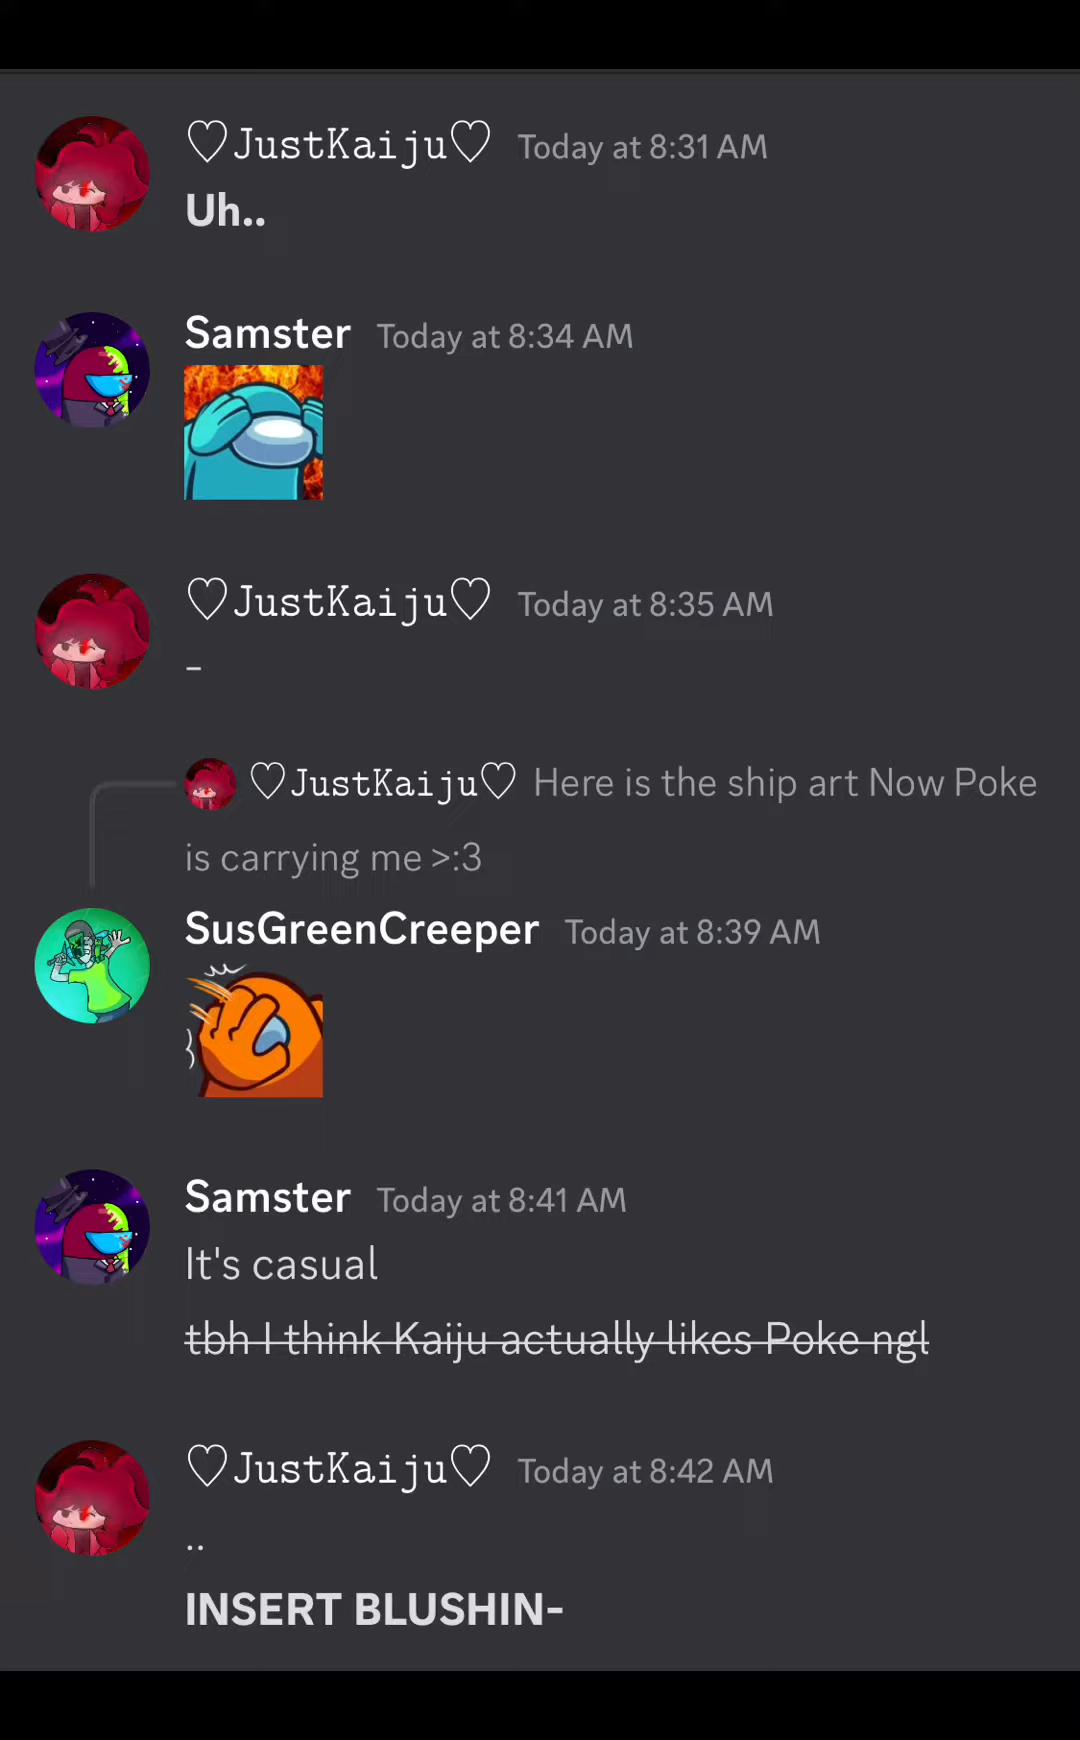 ♡JustKaiju♡ Today at 8:31 AM
Uh..
Samster Today at 8:34 AM
♡JustKaiju♡ Today at 8:35 AM
-
♡JustKaiju♡ Here is the ship art Now Poke
is carrying me >:3
SusGreenCreeper Today at 8:39 AM
Samster Today at 8:41 AM
It's casual
tbh I think Kaiju actually likes Poke ngl
♡JustKaiju♡ Today at 8:42 AM
..
INSERT BLUSHIN-